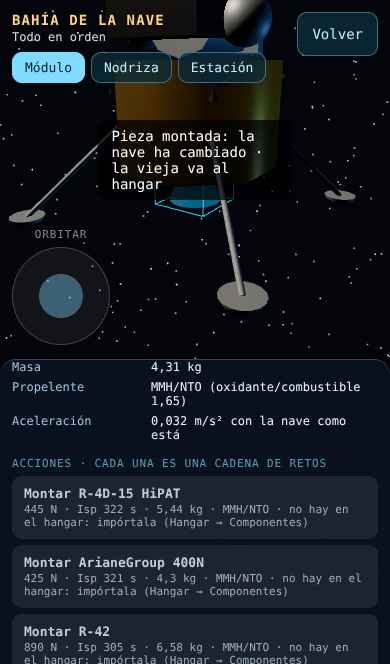 BAHÍA DE LA NAVE
Todo en orden
Volver
Módulo
Nodriza
Estación
Pieza montada: la
nave ha cambiado ·
la vieja va al
hangar
ORBITAR
Masa 4,31 kg
Propelente MMH/NTO (oxidante/combustible
1,65)
Aceleración 0,032 m/s² con la nave como
está
ACCIONES · CADA UNA ES UNA CADENA DE RETOS
Montar R-4D-15 HiPAT
445 N · Isp 322 s · 5,44 kg · MMH/NTO · no hay en
el hangar: impórtala (Hangar → Componentes)
Montar ArianeGroup 400N
425 N · Isp 321 s · 4,3 kg · MMH/NTO · no hay en el
hangar: impórtala (Hangar → Componentes)
Montar R-42
890 N · Isp 305 s · 6,58 kg · MMH/NTO · no hay en
el hangar: impórtala (Hangar → Componentes)